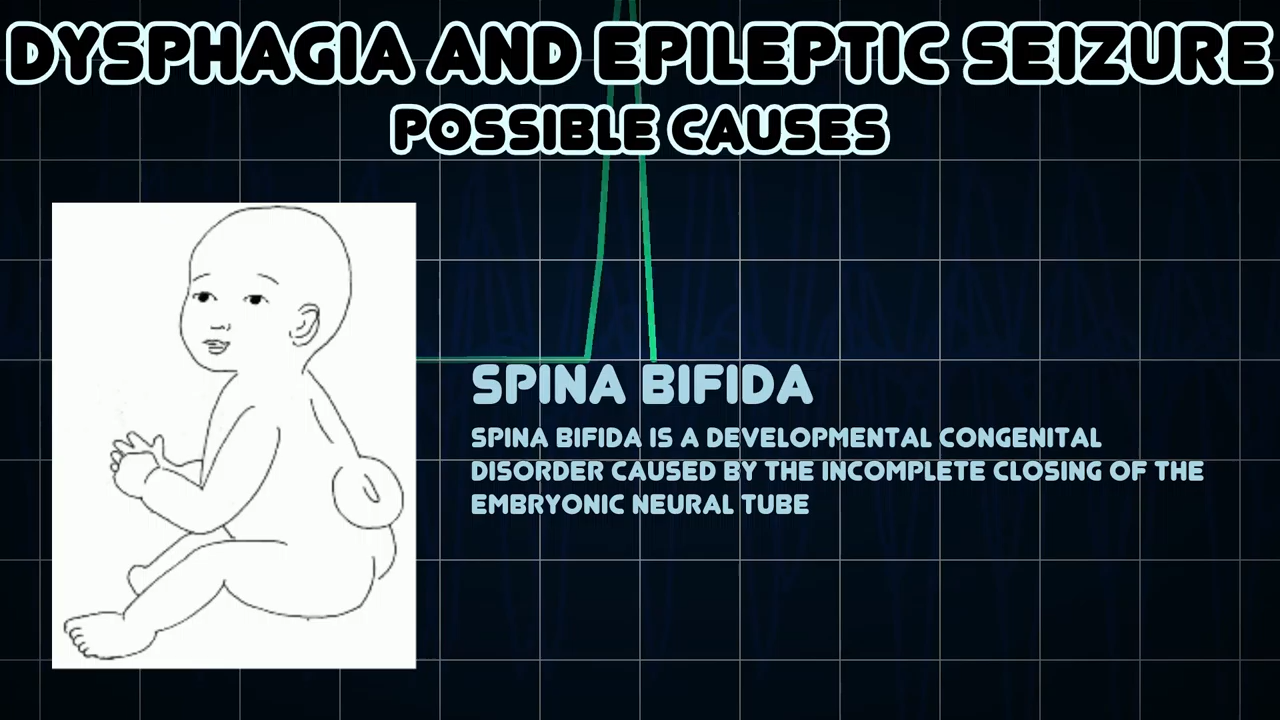 DYSPHAGIA AND EPILEPTIC SEIZURE
POSSIBLE CAUSES
SPINA BIFIDA
SPINA BIFIDA IS A DEVELOPMENTAL CONGENITAL
DISORDER CAUSED BY THE INCOMPLETE CLOSING OF THE
EMBRYONIC NEURAL TUBE